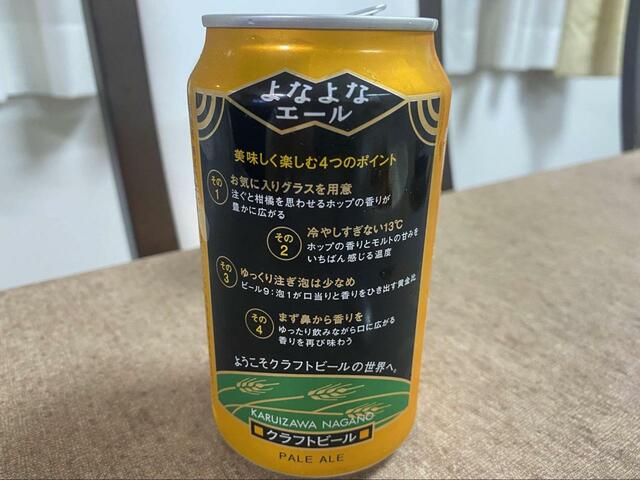 よなよな
エール
美味しく楽しむ4つのポイント
その
1
お気に入りグラスを用意
注ぐと柑橘を思わせるホップの香りが
豊かに広がる
その
2
冷やしすぎない13℃
ホップの香りとモルトの甘みを
いちばん感じる温度
その
3
ゆっくり注ぎ泡は少なめ
ビール9:泡1が口当りと香りをひき出す黄金比
その
4
まず鼻から香りを
ゆったり飲みながら口に広がる
香りを再び味わう
ようこそクラフトビールの世界へ。
KARUIZAWA NAGANO
クラフトビール
PALE ALE